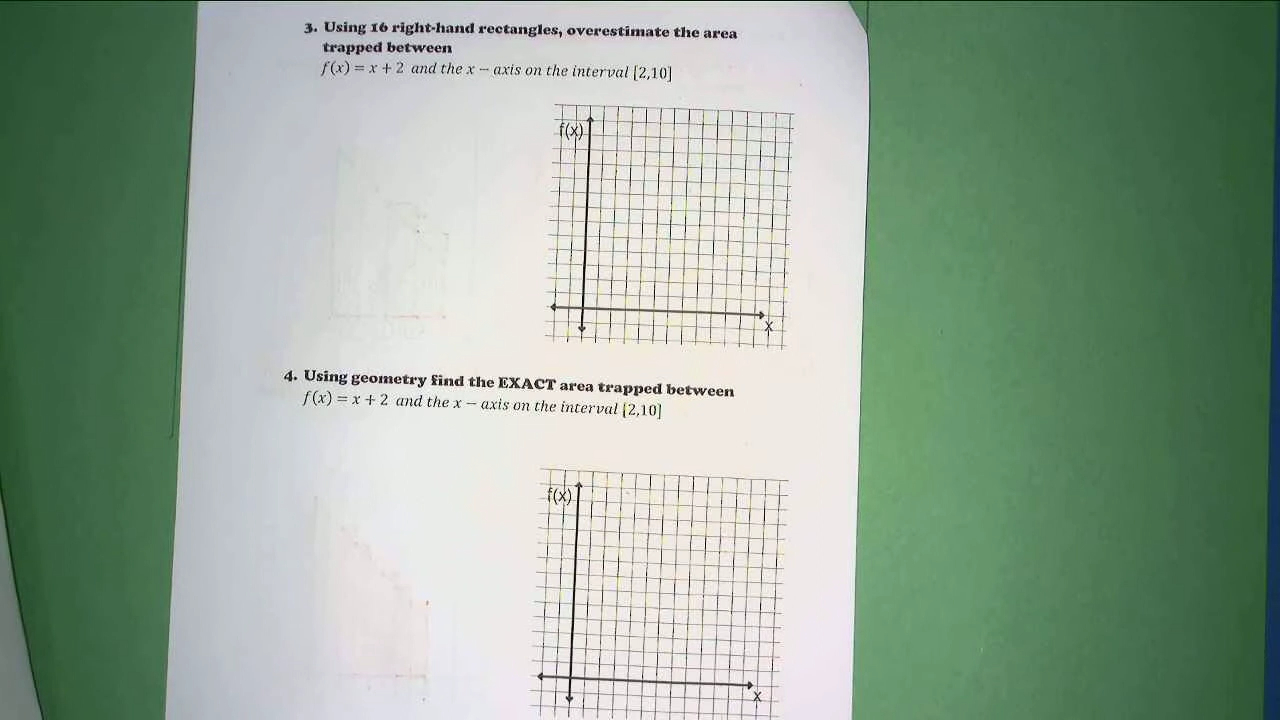 3. Using 16 right-hand rectangles, overestimate the area
trapped between
f(x) = x + 2 and the x − axis on the interval [2,10]
f(x)
x
4. Using geometry find the EXACT area trapped between
f(x) = x + 2 and the x − axis on the interval [2,10]
f(x)
x